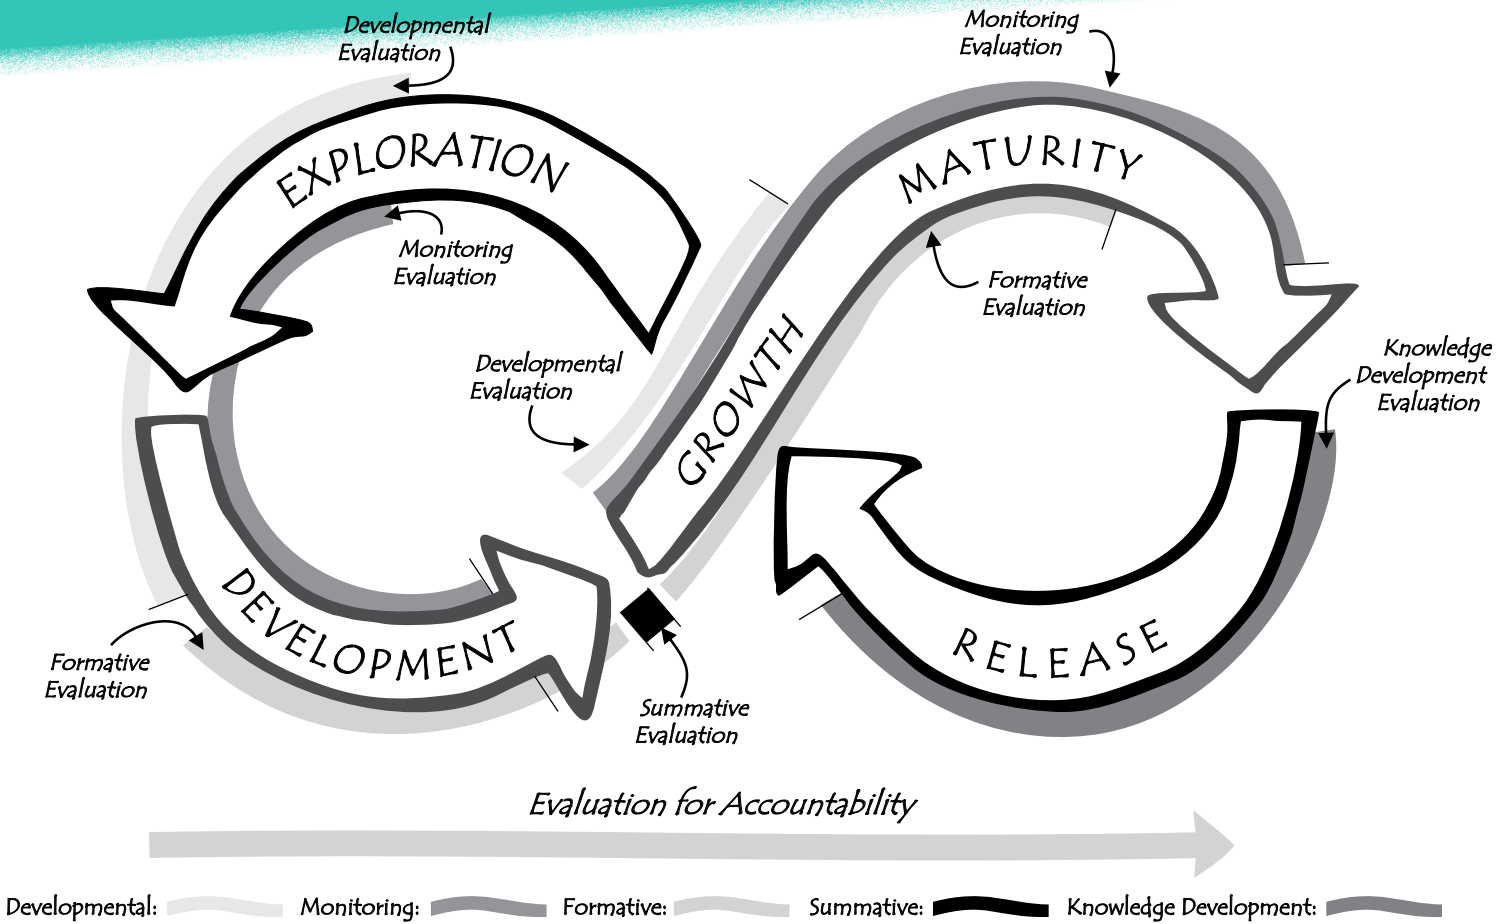 Developmental
Evaluation
Monitoring
Evaluation
EXPLORATION
MATURITY
Monitoring
Evaluation
Formative
Evaluation
Developmental
Evaluation
GROWTH
Knowledge
Development
Evaluation
DEVELOPMENT
RELEASE
Formative
Evaluation
Summative
Evaluation
Evaluation for Accountability
Developmental: Monitoring: Formative: Summative: Knowledge Development: